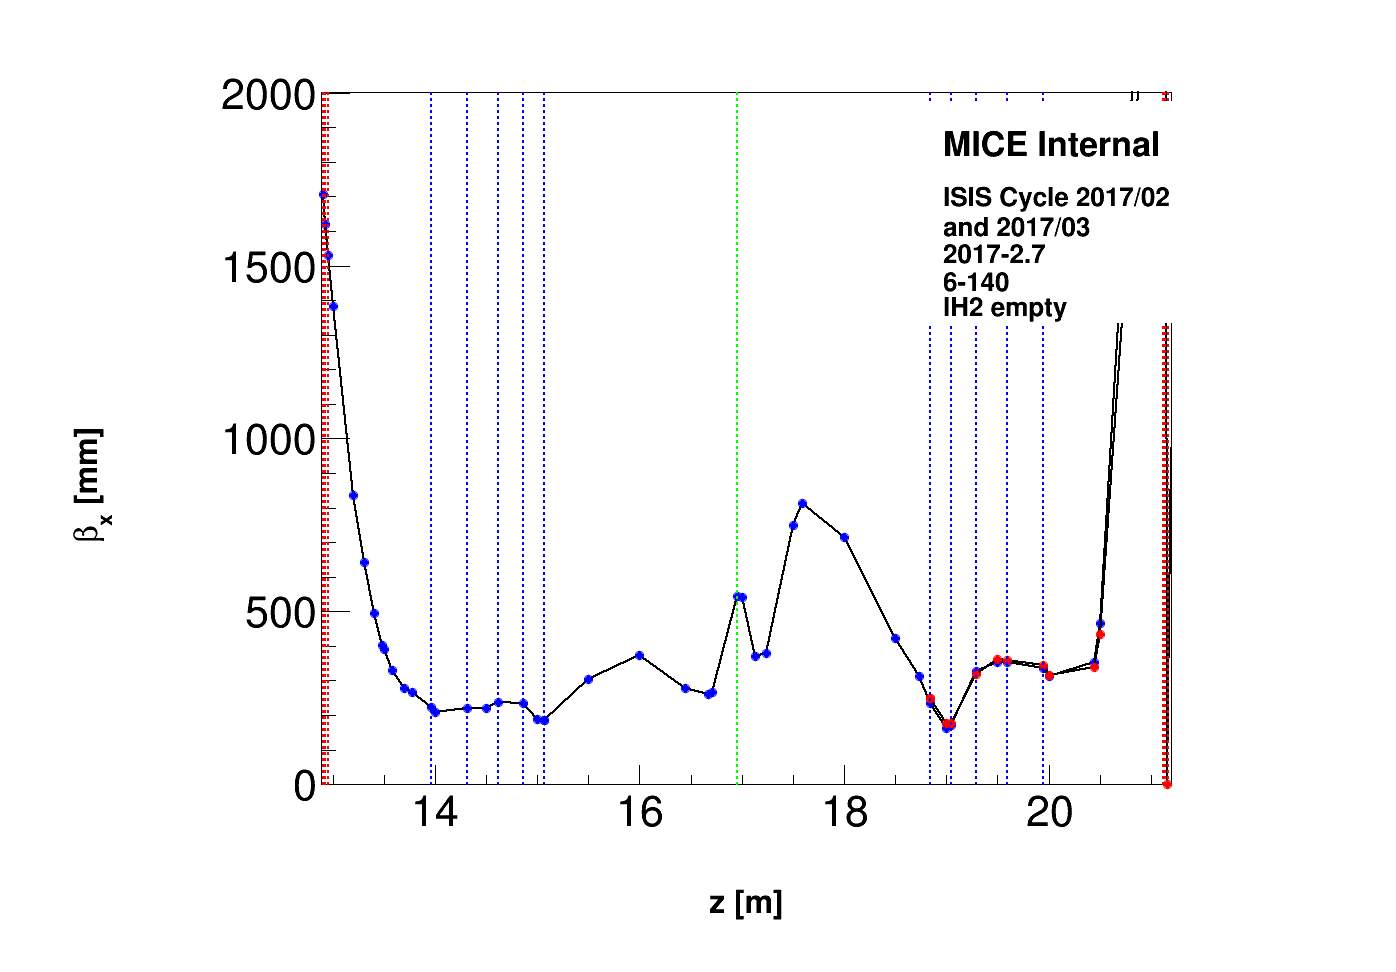 2000
1500
1000
500
0
14 16 18 20
βx [mm]
z [m]
MICE Internal
ISIS Cycle 2017/02
and 2017/03
2017-2.7
6-140
lH2 empty